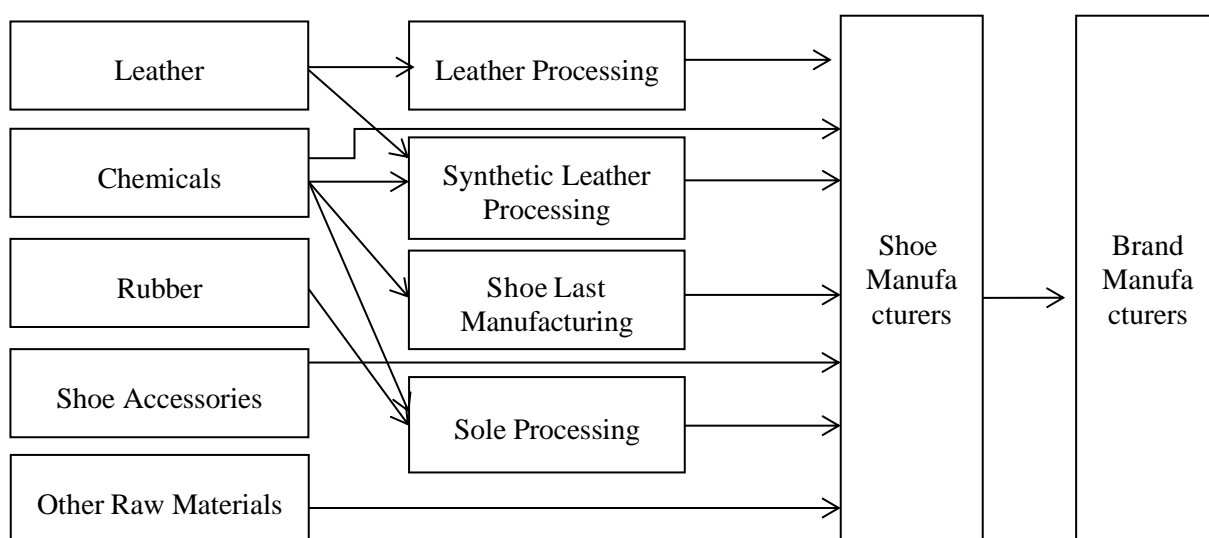 Leather
Chemicals
Rubber
Shoe Accessories
Other Raw Materials
Leather Processing
Synthetic Leather
Processing
Shoe Last
Manufacturing
Sole Processing
Shoe
Manufa
cturers
Brand
Manufa
cturers